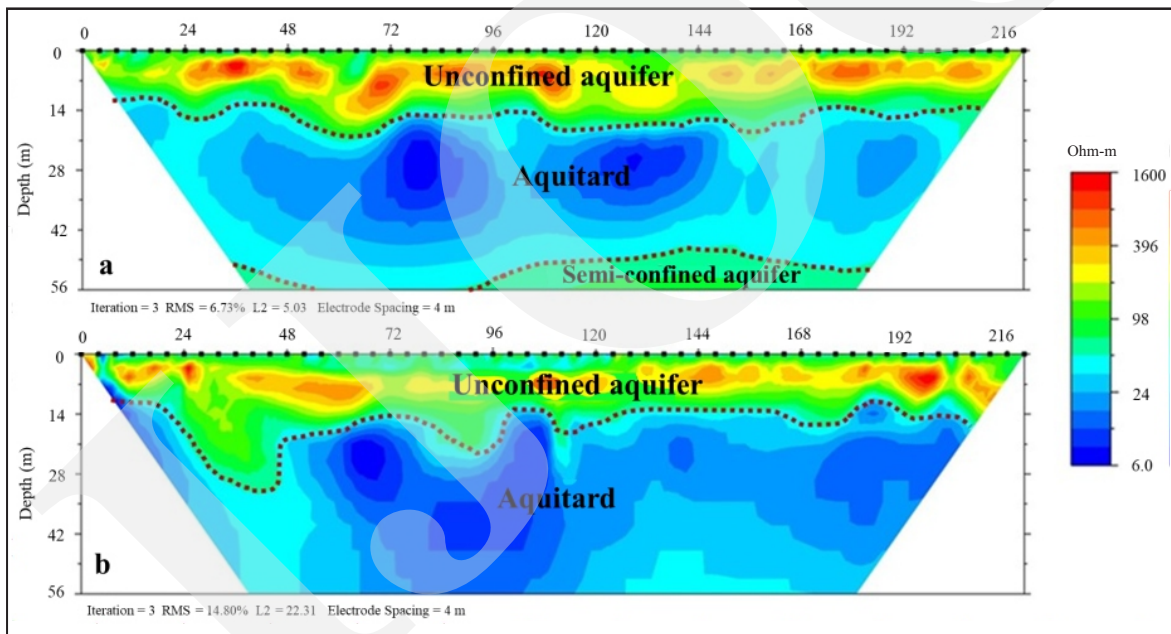 0 24 48 72 96 120 144 168 192 216
0
14
28
42
56
Depth (m)
Unconfined aquifer
Aquitard
Semi-confined aquifer
a
Iteration = 3 RMS = 6.73% L2 = 5.03 Electrode Spacing = 4 m
0 24 48 72 96 120 144 168 192 216
0
14
28
42
56
Depth (m)
Unconfined aquifer
Aquitard
b
Iteration = 3 RMS = 14.80% L2 = 22.31 Electrode Spacing = 4 m
Ohm-m
1600
396
98
24
6.0